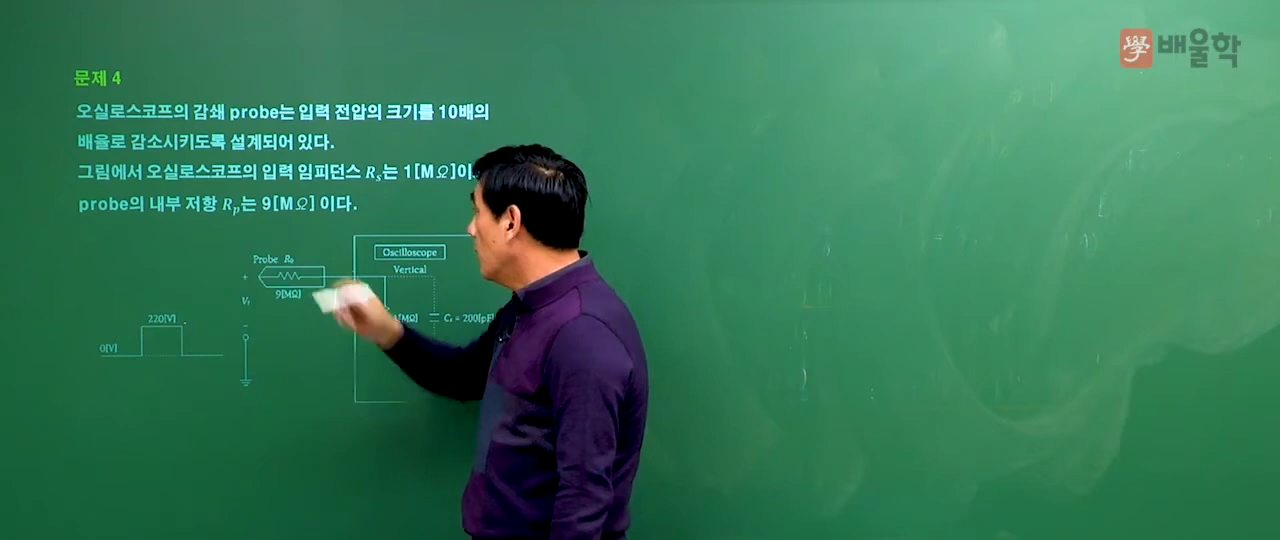 學 배울학
문제 4
오실로스코프의 감쇄 probe는 입력 전압의 크기를 10배의
배율로 감소시키도록 설계되어 있다.
그림에서 오실로스코프의 입력 임피던스 Rₛ는 1[MΩ]이
probe의 내부 저항 Rₚ는 9[MΩ] 이다.
Oscilloscope
Probe
Vertical
+
9[MΩ]
220[V]
[MΩ]
= 200[pF]
−
0[V]